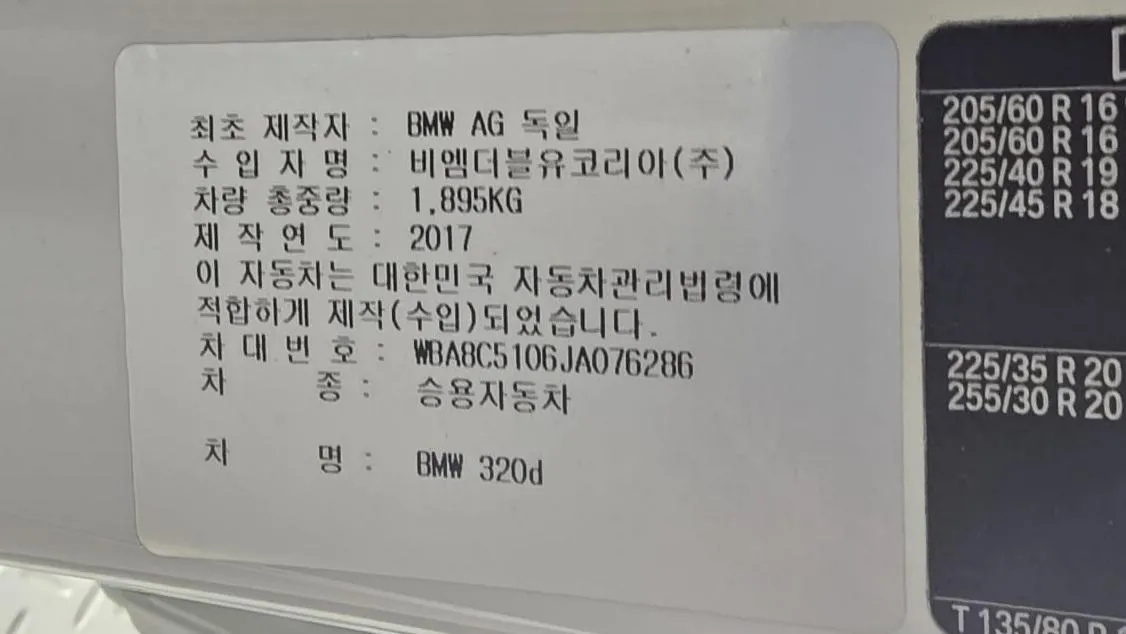 최초 제작자 : BMW AG 독일
수 입 자 명 : 비엠더블유코리아(주)
차량 총중량 : 1,895KG
제 작 연 도 : 2017
이 자동차는 대한민국 자동차관리법령에
적합하게 제작(수입)되었습니다.
차 대 번 호 : WBA8C5106JA076286
차 종 : 승용자동차
차 명 : BMW 320d
205/60 R 16
205/60 R 16
225/40 R 19
225/45 R 18
225/35 R 20
255/30 R 20
T 135/80